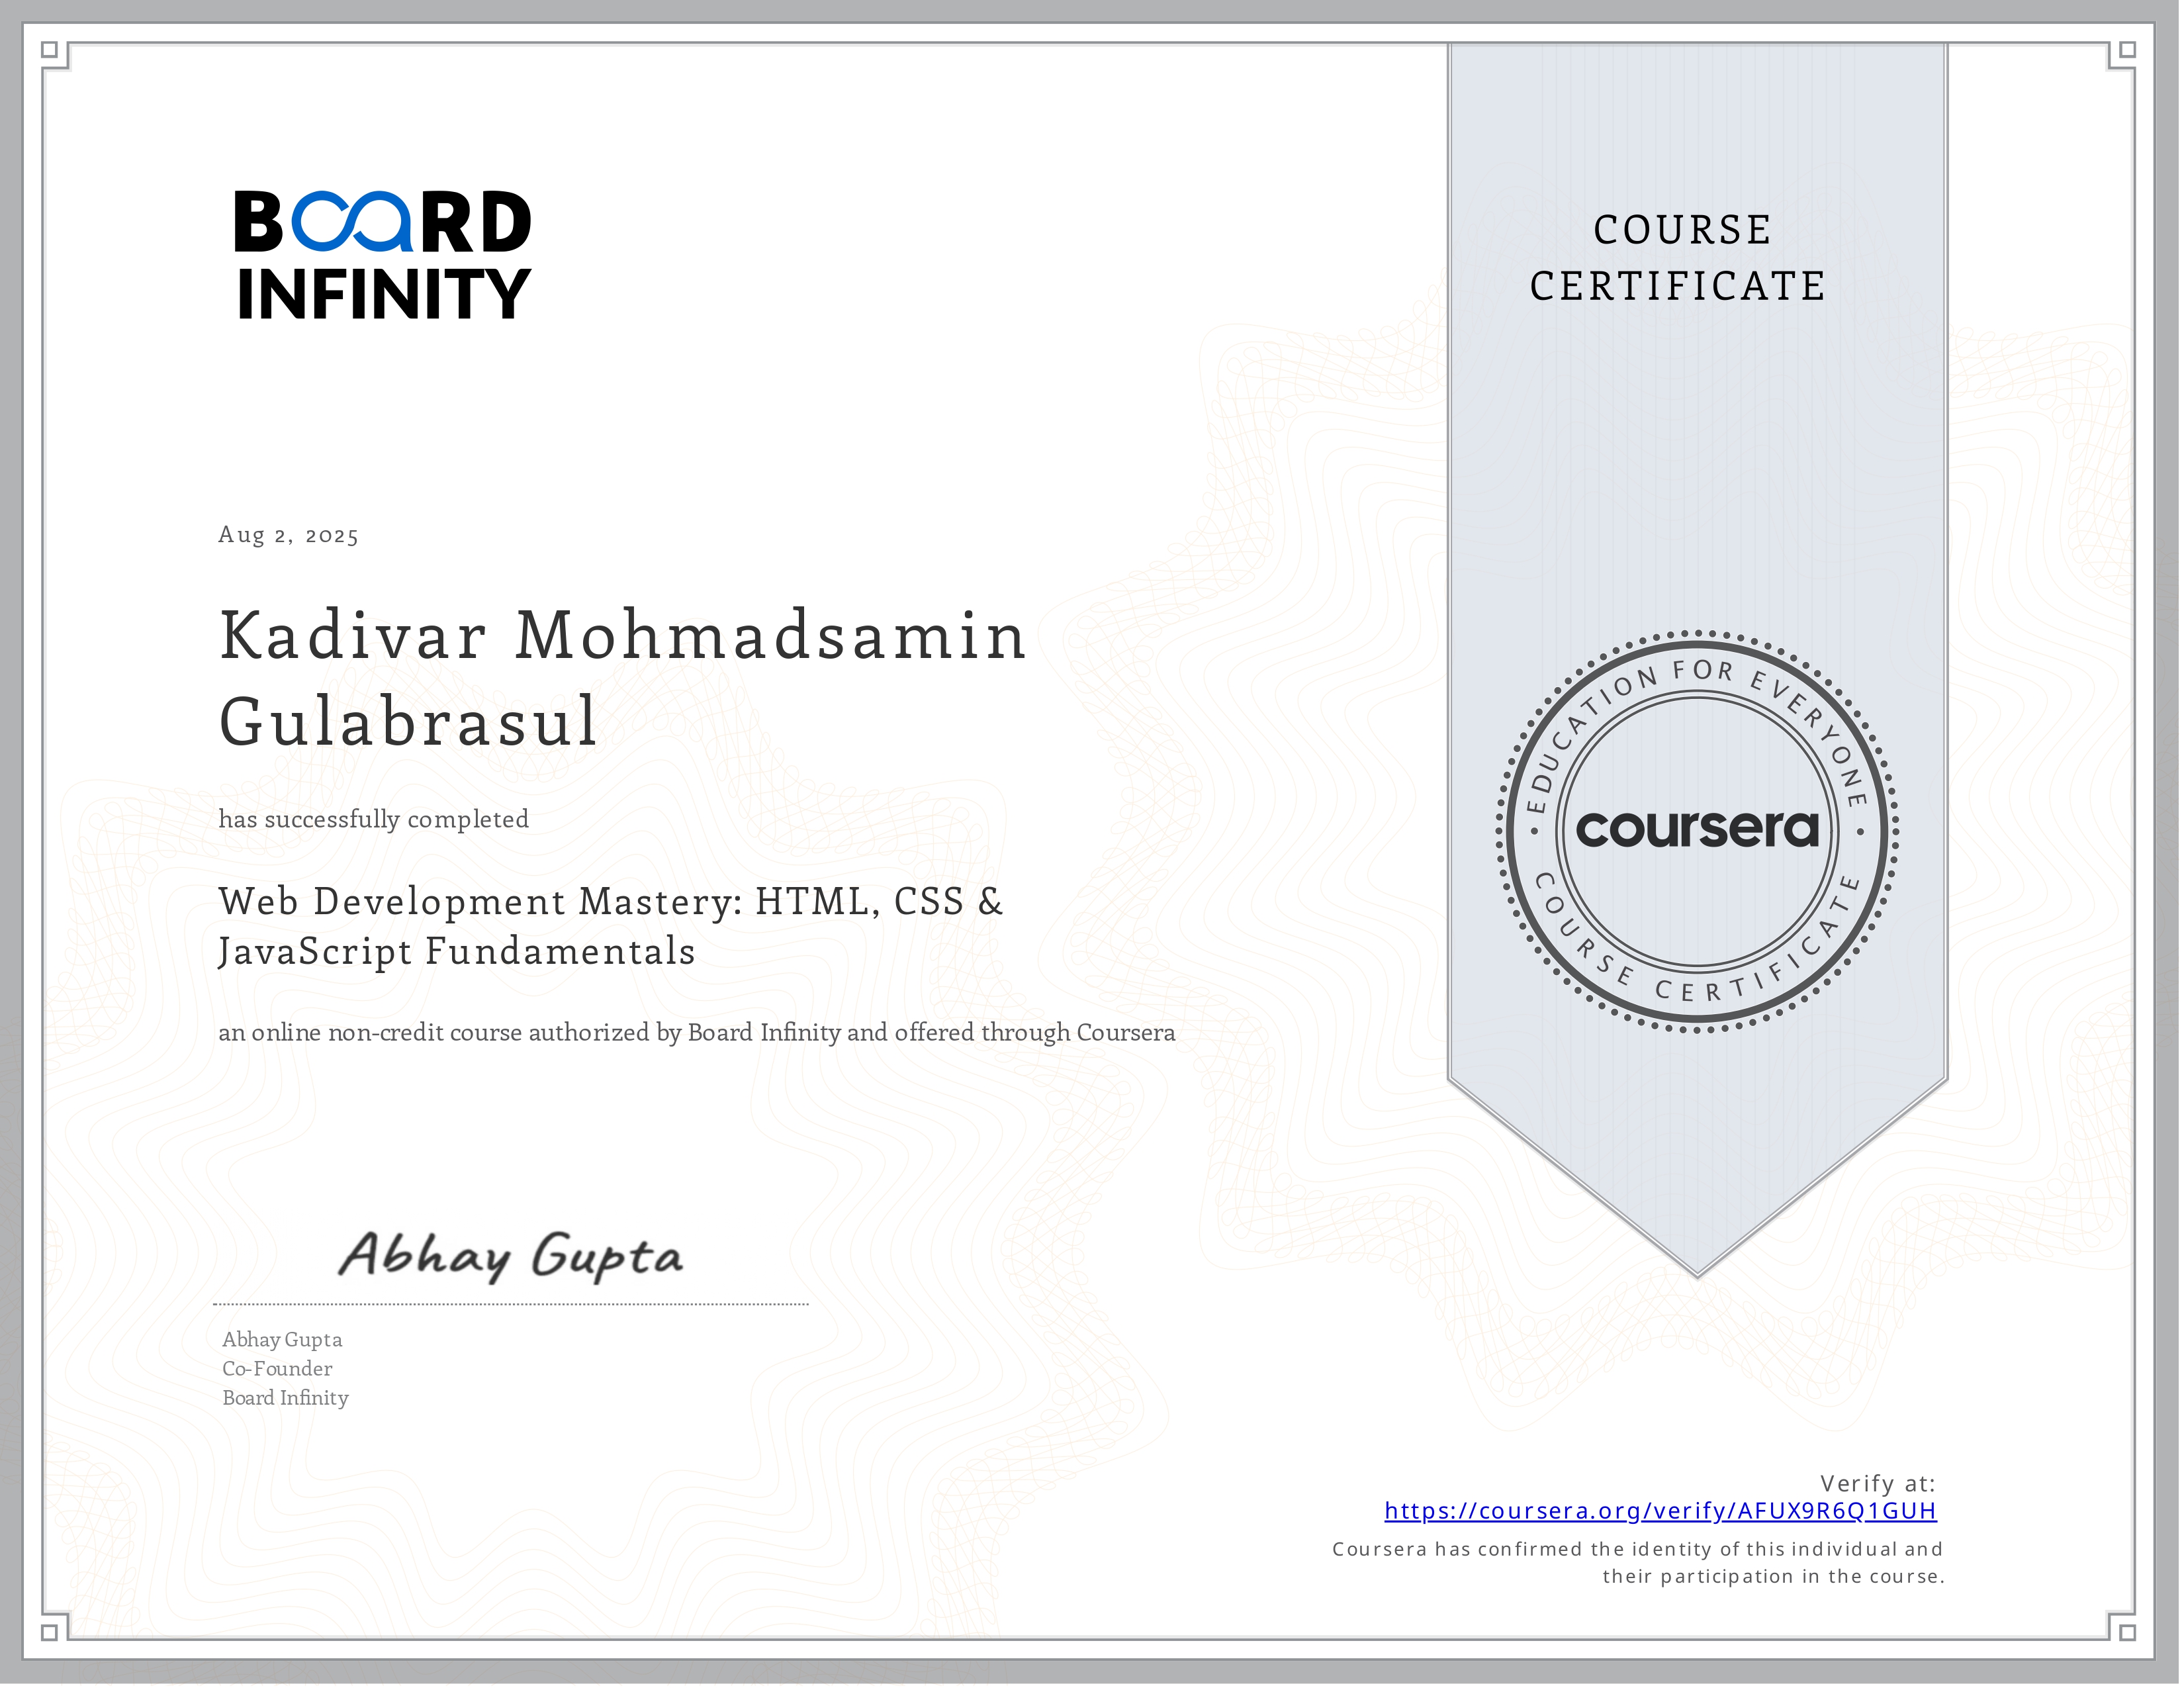 BOARD
INFINITY
COURSE
CERTIFICATE
Aug 2, 2025
Kadivar Mohmadsamin
Gulabrasul
has successfully completed
Web Development Mastery: HTML, CSS &
JavaScript Fundamentals
an online non-credit course authorized by Board Infinity and offered through Coursera
EDUCATION FOR EVERYONE
coursera
COURSE CERTIFICATE
Abhay Gupta
Abhay Gupta
Co-Founder
Board Infinity
Verify at:
https://coursera.org/verify/AFUX9R6Q1GUH
Coursera has confirmed the identity of this individual and
their participation in the course.